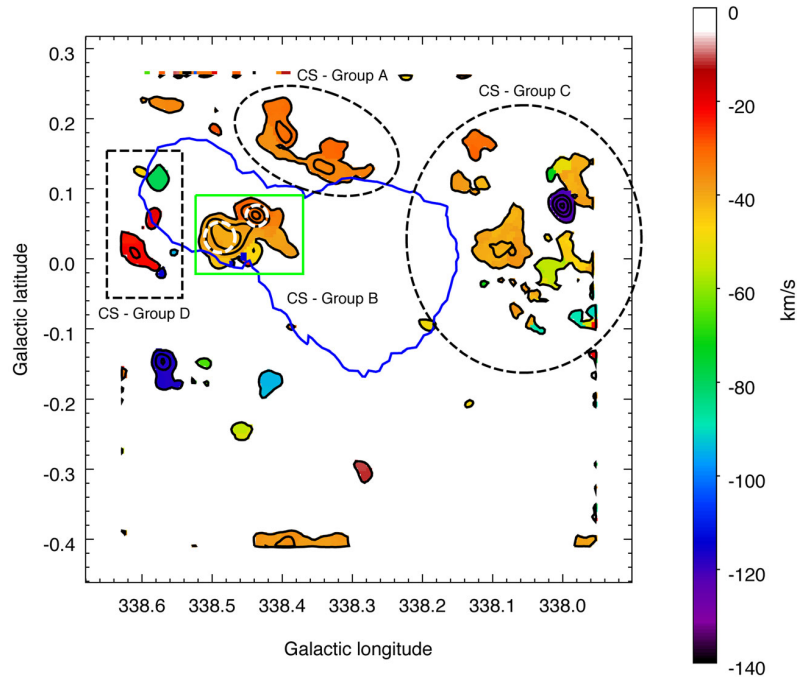 0
0.3
CS - Group A
CS - Group C
-20
0.2
-40
0.1
Galactic latitude
0.0
-60
km/s
CS - Group B
CS - Group D
-0.1
-80
-0.2
-100
-0.3
-120
-0.4
338.6 338.5 338.4 338.3 338.2 338.1 338.0
Galactic longitude
-140